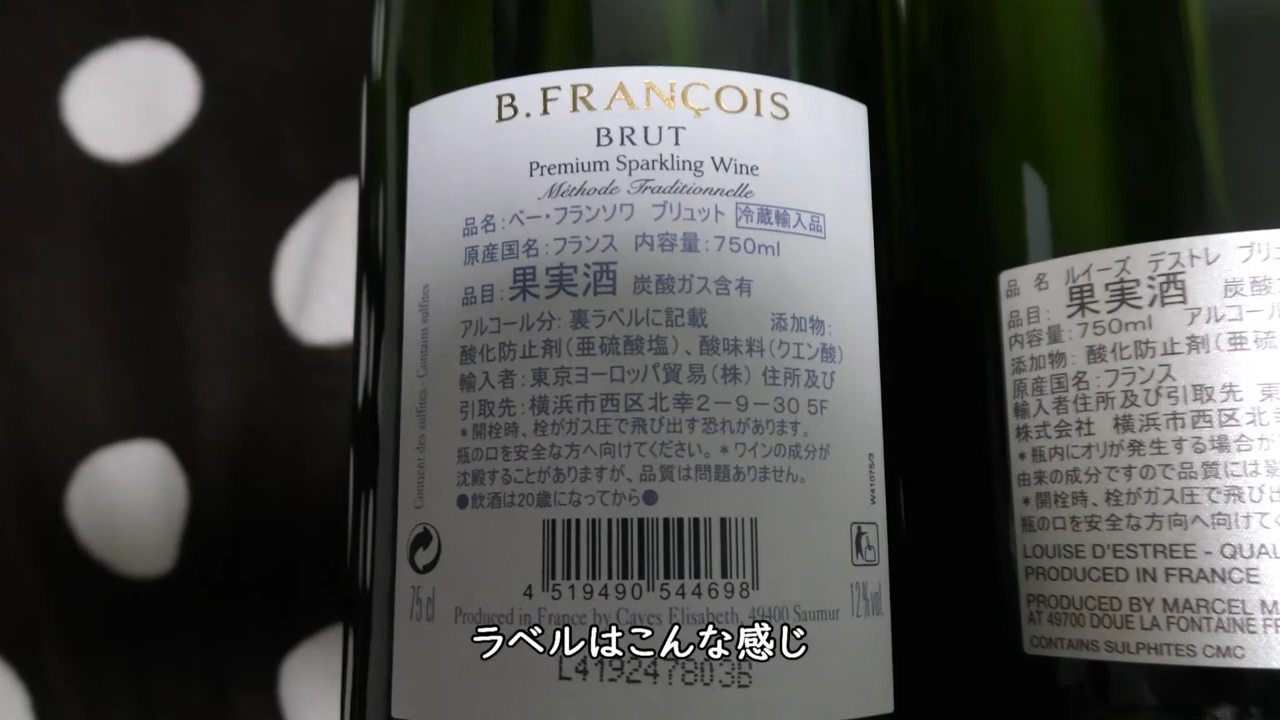 B.FRANÇOIS
BRUT
Premium Sparkling Wine
Méthode Traditionnelle
品名:ベー・フランソワ ブリュット 冷蔵輸入品
原産国名:フランス 内容量:750ml
品目:果実酒 炭酸ガス含有
アルコール分:裏ラベルに記載 添加物:
酸化防止剤(亜硫酸塩)、酸味料(クエン酸)
輸入者:東京ヨーロッパ貿易(株) 住所及び
引取先:横浜市西区北幸2-9-30 5F
*開栓時、栓がガス圧で飛び出す恐れがあります。
瓶の口を安全な方へ向けてください。*ワインの成分が
沈殿することがありますが、品質は問題ありません。
●飲酒は20歳になってから●
Contient des sulfites - Contains sulfites
W41075/3
4 519490 544698
75 cl
12%vol.
Produced in France by Caves Elisabeth, 49400 Saumur
L419247803B
ラベルはこんな感じ
品 名 ルイーズ デストレ ブリュ
品目:果実酒 炭酸
内容量:750ml アルコール
添加物:酸化防止剤(亜硫
原産国名:フランス
輸入者住所及び引取先 東
株式会社 横浜市西区北
*瓶内にオリが発生する場合が
由来の成分ですので品質には
*開栓時、栓がガス圧で飛び出
瓶の口を安全な方向へ向けて
LOUISE D'ESTREE - QUAL
PRODUCED IN FRANCE
PRODUCED BY MARCEL M
AT 49700 DOUE LA FONTAINE FR
CONTAINS SULPHITES CMC